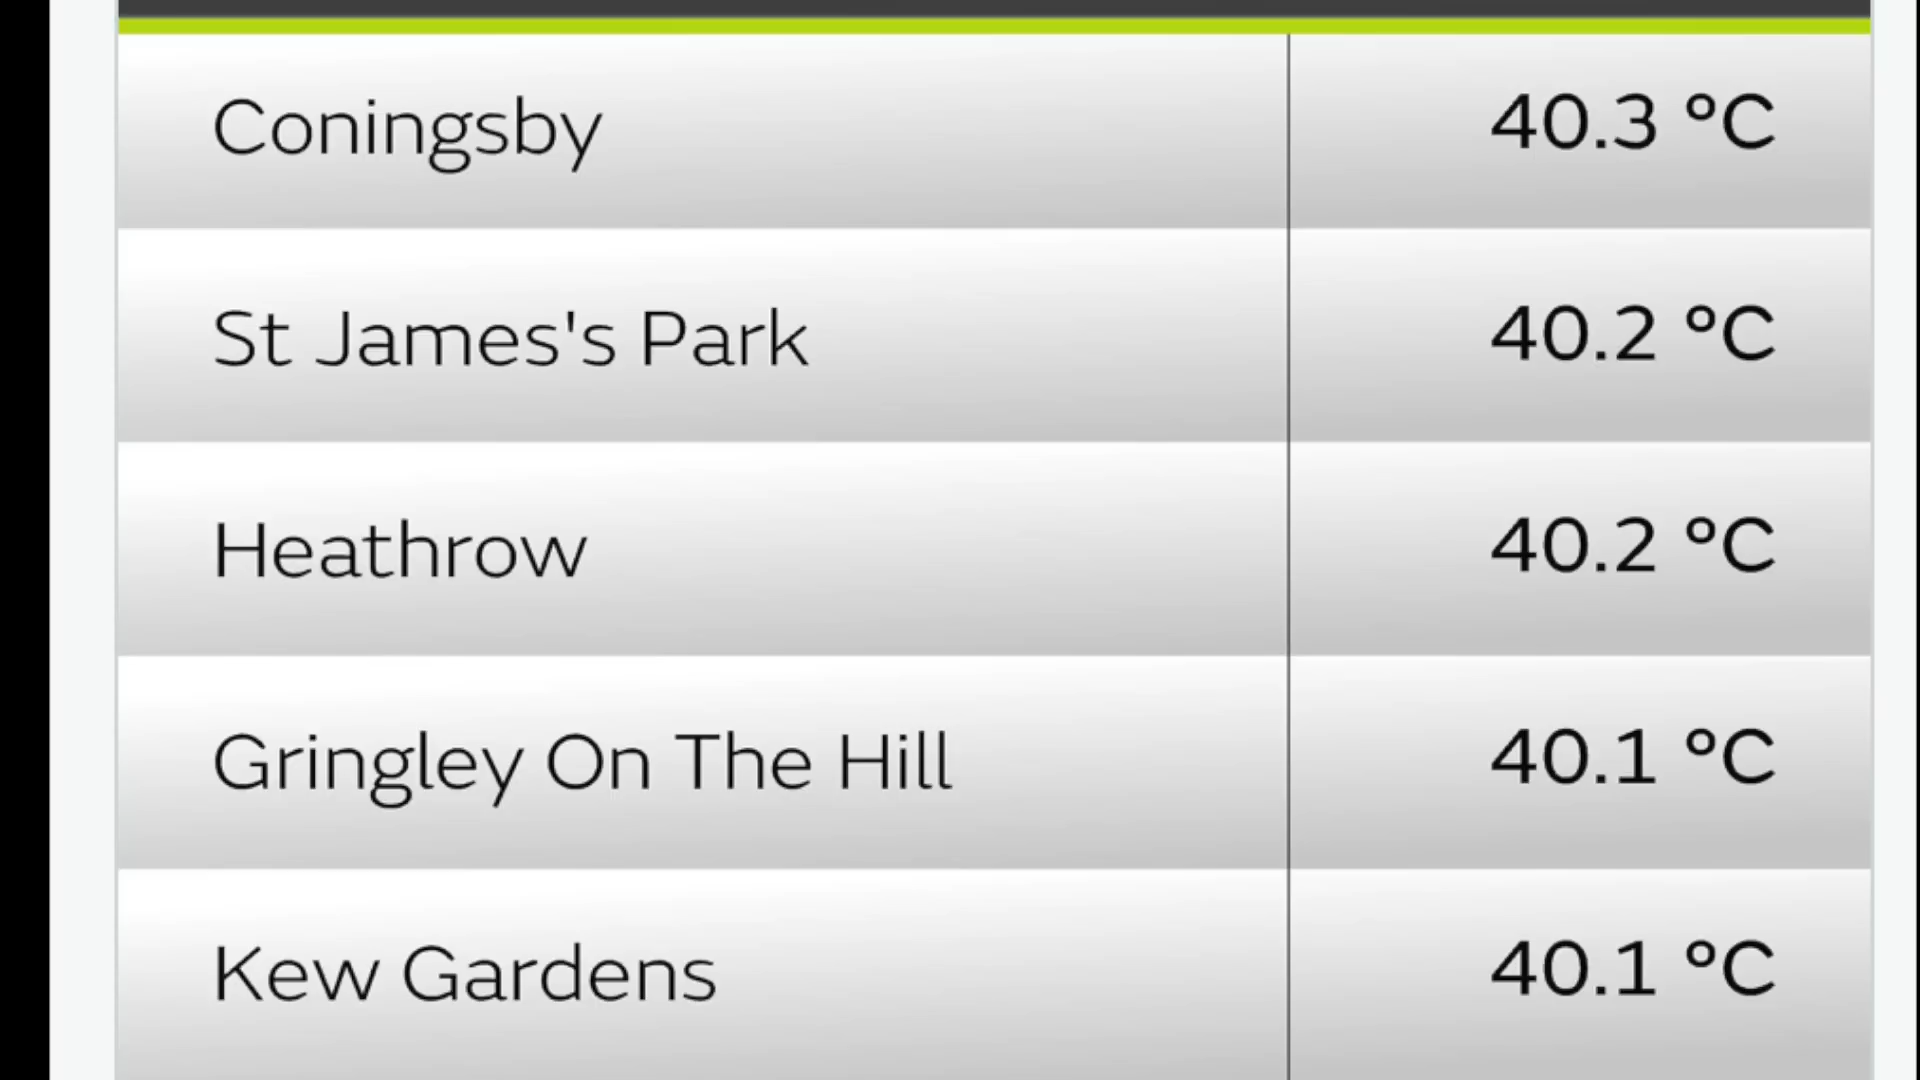 Coningsby 40.3 °C
St James's Park 40.2 °C
Heathrow 40.2 °C
Gringley On The Hill 40.1 °C
Kew Gardens 40.1 °C